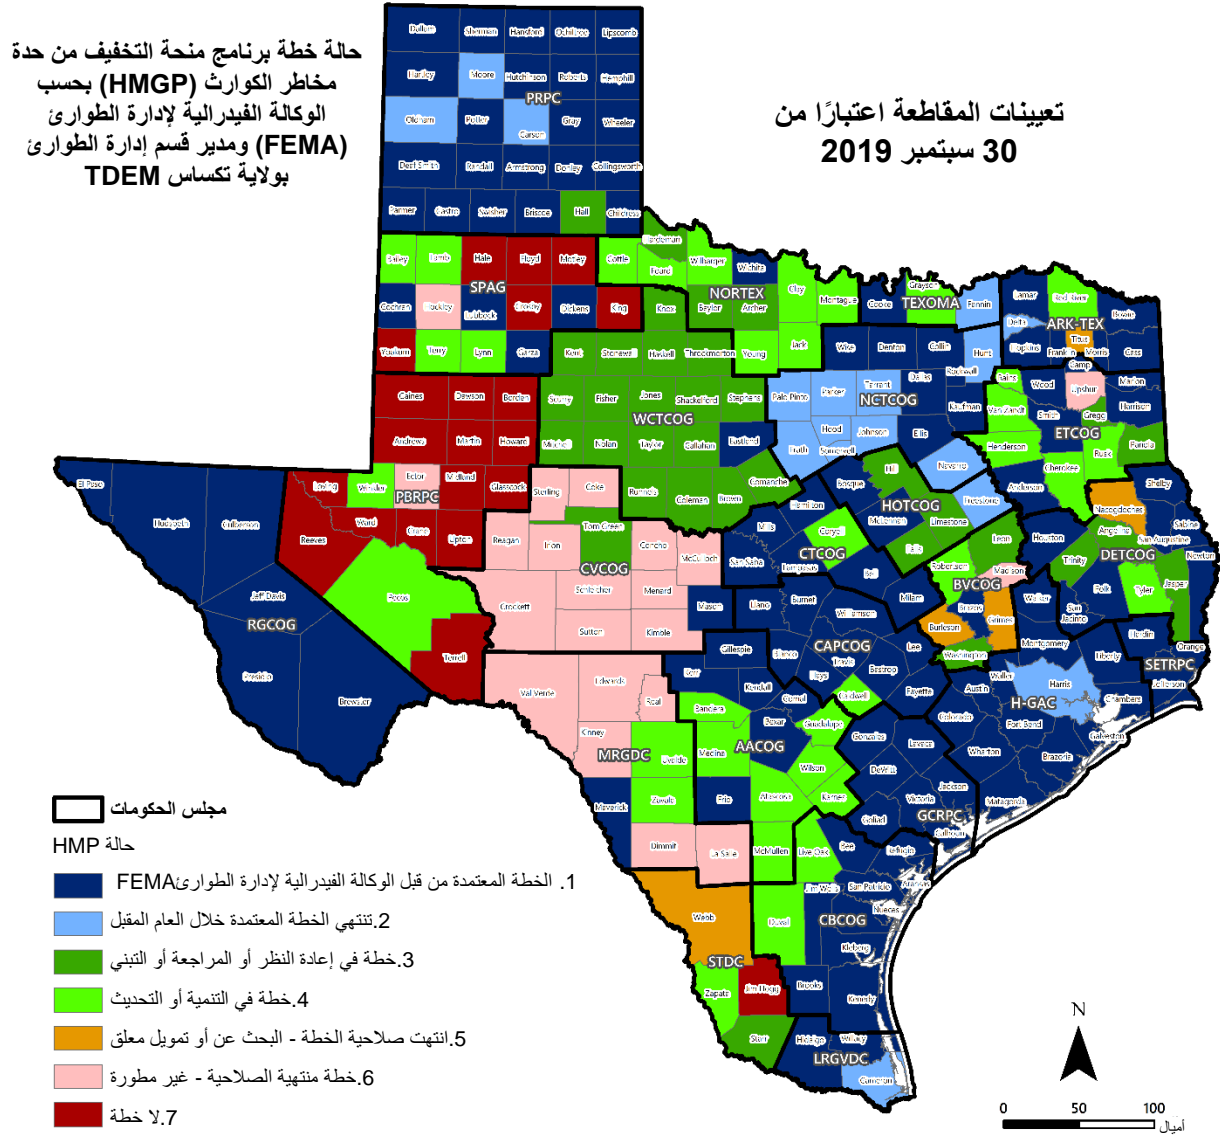 حالة خطة برنامج منحة التخفيف من حدة
مخاطر الكوارث (HMGP) بحسب
الوكالة الفيدرالية لإدارة الطوارئ
(FEMA) ومدير قسم إدارة الطوارئ
بولاية تكساس TDEM
تعيينات المقاطعة اعتبارًا من
30 سبتمبر 2019
Dallam Sherman Hansford Ochiltree Lipscomb
Hartley Moore Hutchinson Roberts Hemphill
PRPC
Oldham Potter Carson Gray Wheeler
Deaf Smith Randall Armstrong Donley Collingsworth
Parmer Castro Swisher Briscoe Hall Childress
Bailey Lamb Hale Floyd Motley Cottle Foard Hardeman Wilbarger Wichita Clay Montague
SPAG NORTEX TEXOMA ARK-TEX
Cochran Hockley Lubbock Crosby Dickens King Knox Baylor Archer Cooke Grayson Fannin Lamar Red River Bowie
Delta Titus Hopkins Franklin Morris Cass Camp
Yoakum Terry Lynn Garza Kent Stonewall Haskell Throckmorton Young Jack Wise Denton Collin Hunt Rockwall
Gaines Dawson Borden Scurry Fisher Jones Shackelford Stephens Palo Pinto Parker Tarrant Dallas Kaufman
WCTCOG NCTCOG ETCOG
Rains Wood Upshur Marion Van Zandt Smith Gregg Harrison
Andrews Martin Howard Mitchell Nolan Taylor Callahan Eastland Erath Hood Somervell Johnson Ellis Henderson Rusk Panola
El Paso Hudspeth Culberson Loving Winkler Ector Midland Glasscock Sterling Coke Runnels Coleman Brown Comanche
PBRPC HOTCOG
Bosque Hill Navarro Freestone Anderson Cherokee Nacogdoches Shelby
Reeves Ward Crane Upton Reagan Irion Tom Green Concho McCulloch
CVCOG CTCOG BVCOG DETCOG
Mills Hamilton Coryell McLennan Limestone Falls Leon Houston Angelina San Augustine Sabine Newton
San Saba Lampasas Bell Robertson Madison Trinity Polk Tyler Jasper
Jeff Davis Pecos Crockett Schleicher Menard Mason Llano Burnet Williamson Milam Brazos Grimes Walker San Jacinto
RGCOG CAPCOG SETRPC
Presidio Brewster Terrell Sutton Kimble Gillespie Blanco Travis Lee Burleson Washington Montgomery Liberty Hardin Orange Jefferson
Val Verde Edwards Real Kerr Kendall Hays Bastrop Fayette Austin Waller Harris Chambers
H-GAC
Bandera Comal Caldwell Colorado Fort Bend Galveston
Kinney Uvalde Medina Bexar Guadalupe Gonzales Lavaca Wharton Brazoria
MRGDC AACOG
Maverick Zavala Frio Atascosa Wilson Karnes DeWitt Jackson Matagorda
Victoria Goliad Calhoun
GCRPC
Dimmit La Salle McMullen Live Oak Bee Refugio Aransas
Webb Duval Jim Wells San Patricio Nueces
CBCOG
Kleberg
STDC
Zapata Jim Hogg Brooks Kenedy
Starr Hidalgo Willacy
LRGVDC
Cameron
مجلس الحكومات
حالة HMP
1. الخطة المعتمدة من قبل الوكالة الفيدرالية لإدارة الطوارئFEMA
2.تنتهي الخطة المعتمدة خلال العام المقبل
3.خطة في إعادة النظر أو المراجعة أو التبني
4.خطة في التنمية أو التحديث
5.انتهت صلاحية الخطة - البحث عن أو تمويل معلق
6.خطة منتهية الصلاحية - غير مطورة
7.لا خطة
N
0 50 100
أميال